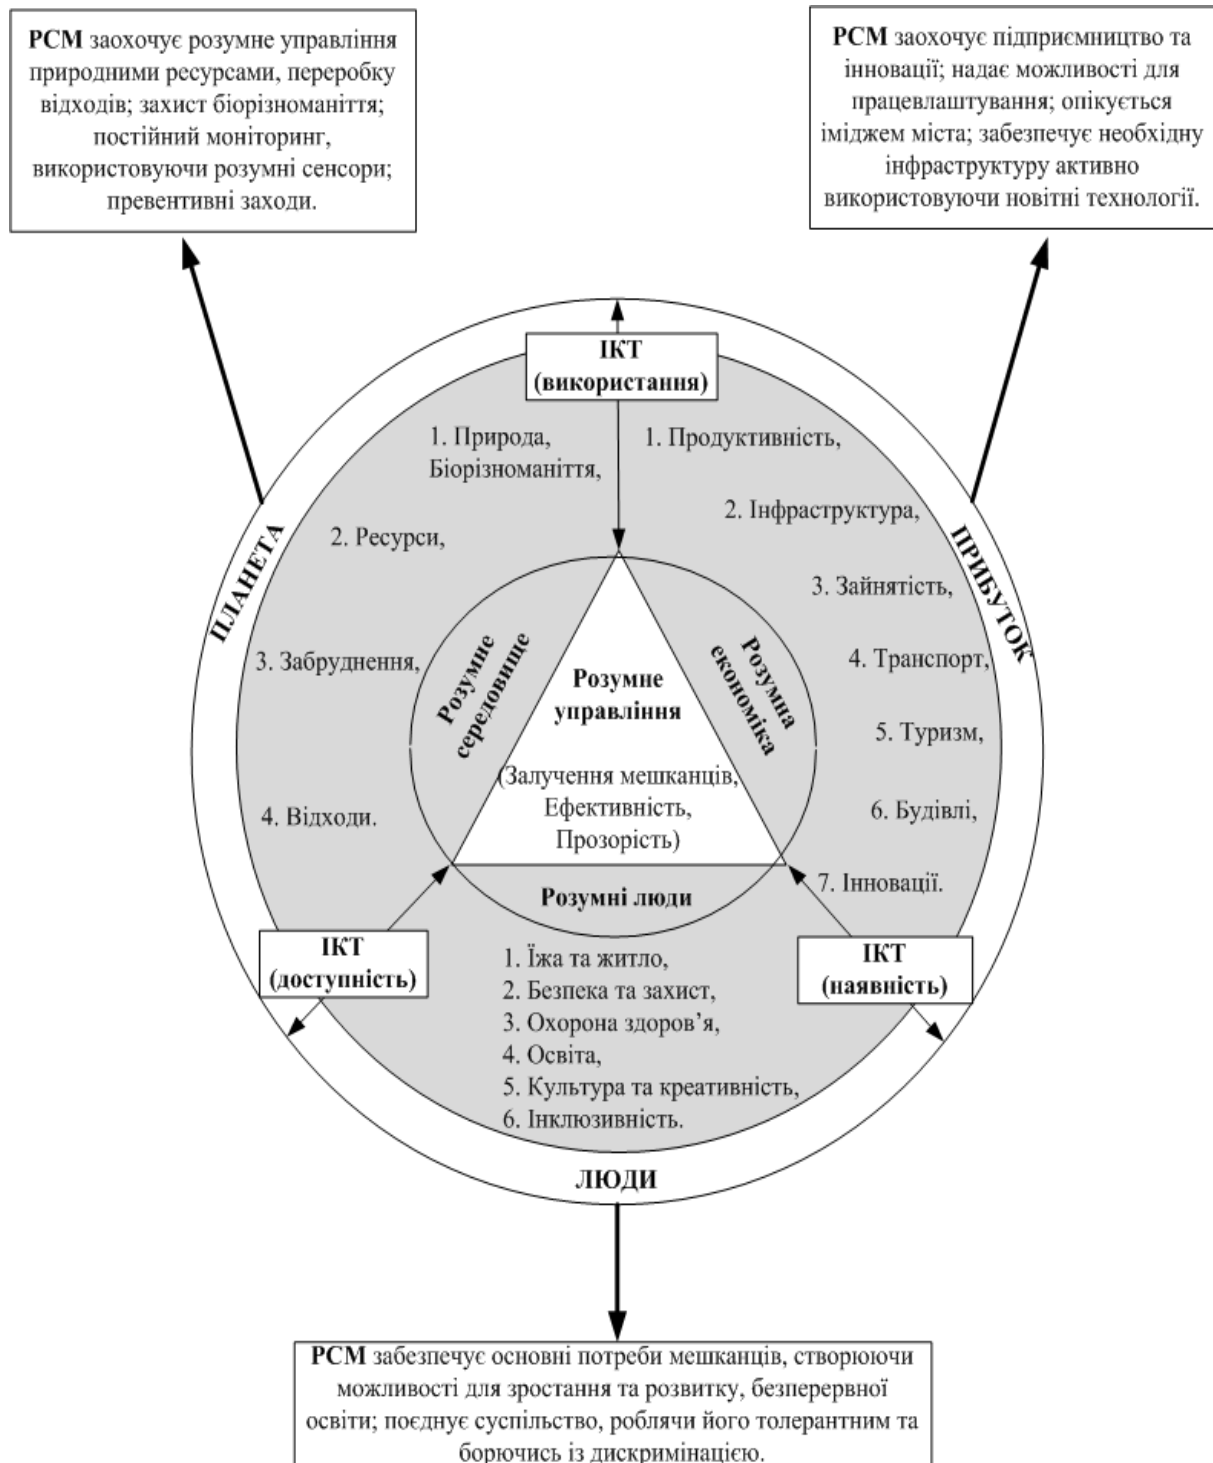 РСМ заохочує розумне управління
природними ресурсами, переробку
відходів; захист біорізноманіття;
постійний моніторинг,
використовуючи розумні сенсори;
превентивні заходи.
РСМ заохочує підприємництво та
інновації; надає можливості для
працевлаштування; опікується
іміджем міста; забезпечує необхідну
інфраструктуру активно
використовуючи новітні технології.
ІКТ
(використання)
1. Природа,
Біорізноманіття,
2. Ресурси,
3. Забруднення,
4. Відходи.
1. Продуктивність,
2. Інфраструктура,
3. Зайнятість,
4. Транспорт,
5. Туризм,
6. Будівлі,
7. Інновації.
ПЛАНЕТА
ПРИБУТОК
Розумне
середовище
Розумна
економіка
Розумне
управління
(Залучення мешканців,
Ефективність,
Прозорість)
Розумні люди
ІКТ
(доступність)
ІКТ
(наявність)
1. Їжа та житло,
2. Безпека та захист,
3. Охорона здоров’я,
4. Освіта,
5. Культура та креативність,
6. Інклюзивність.
ЛЮДИ
РСМ забезпечує основні потреби мешканців, створюючи
можливості для зростання та розвитку, безперервної
освіти; поєднує суспільство, роблячи його толерантним та
борючись із дискримінацією.